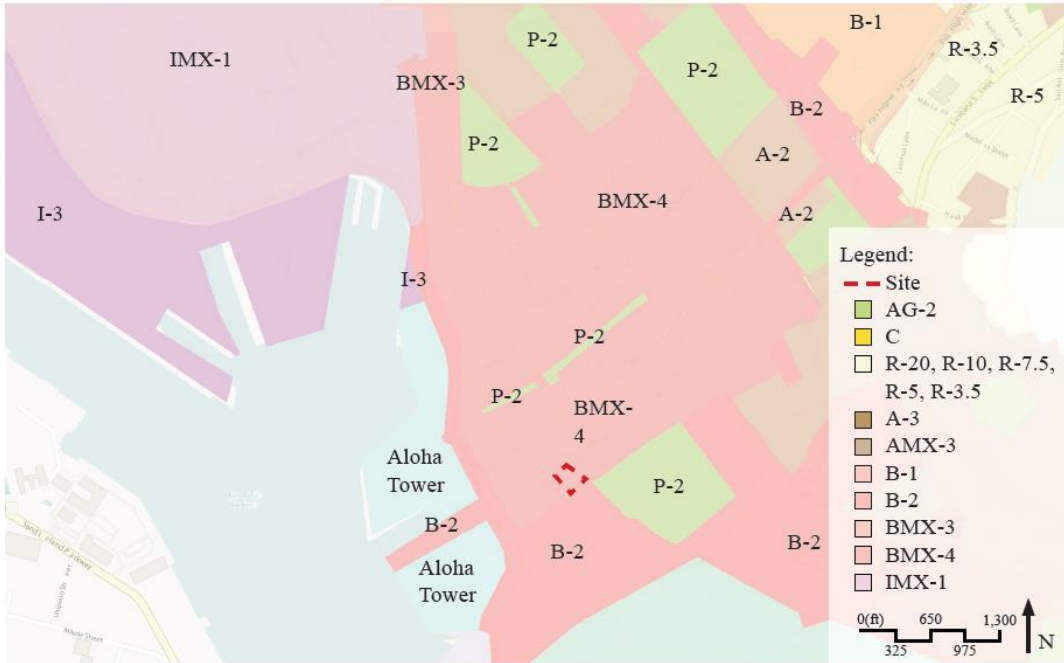 B-1
P-2
R-3.5
IMX-1
BMX-3
P-2
R-5
B-2
P-2
A-2
I-3
BMX-4
A-2
I-3
P-2
P-2
BMX-
4
Aloha
Tower
P-2
B-2
B-2
B-2
Aloha
Tower
Legend:
Site
AG-2
C
R-20, R-10, R-7.5,
R-5, R-3.5
A-3
AMX-3
B-1
B-2
BMX-3
BMX-4
IMX-1
0(ft) 650 1,300
325 975
N
Mokole Street